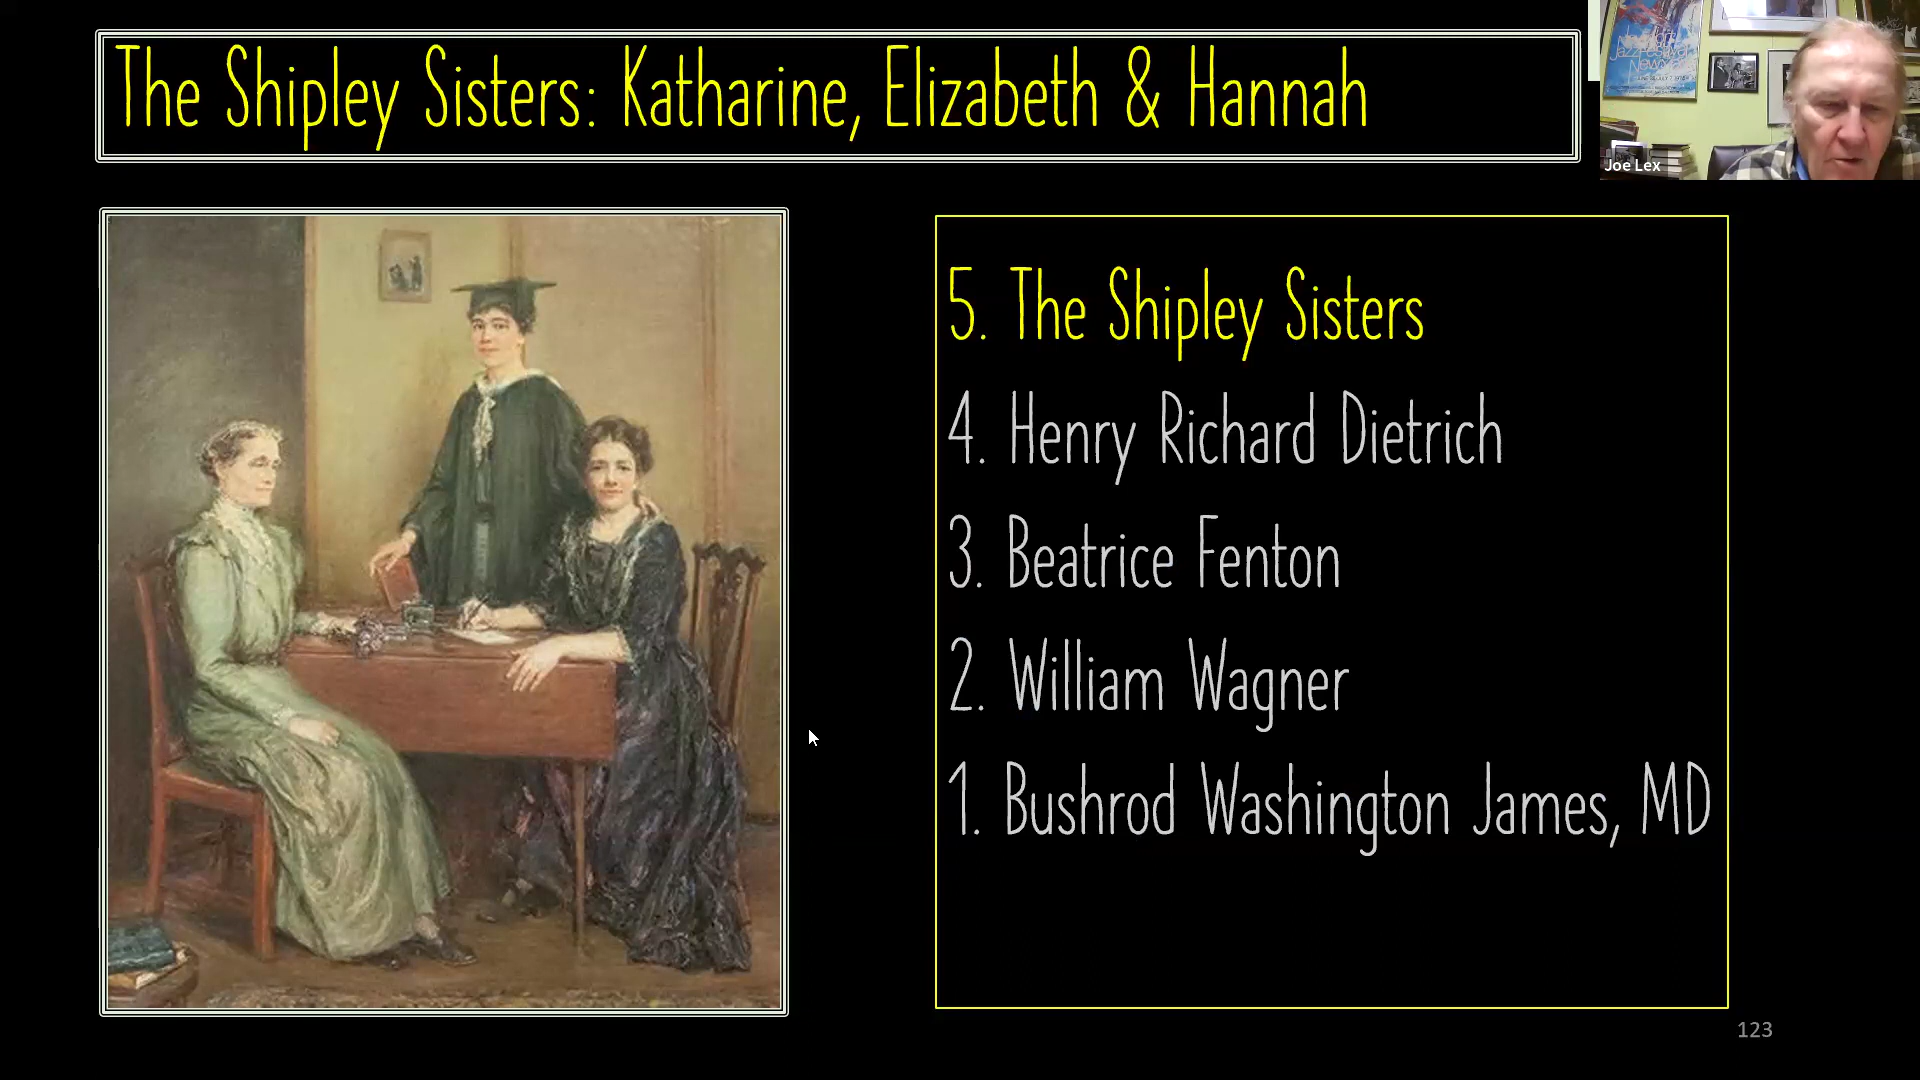 The Shipley Sisters: Katharine, Elizabeth & Hannah
Joe Lex
5. The Shipley Sisters
4. Henry Richard Dietrich
3. Beatrice Fenton
2. William Wagner
1. Bushrod Washington James, MD
123